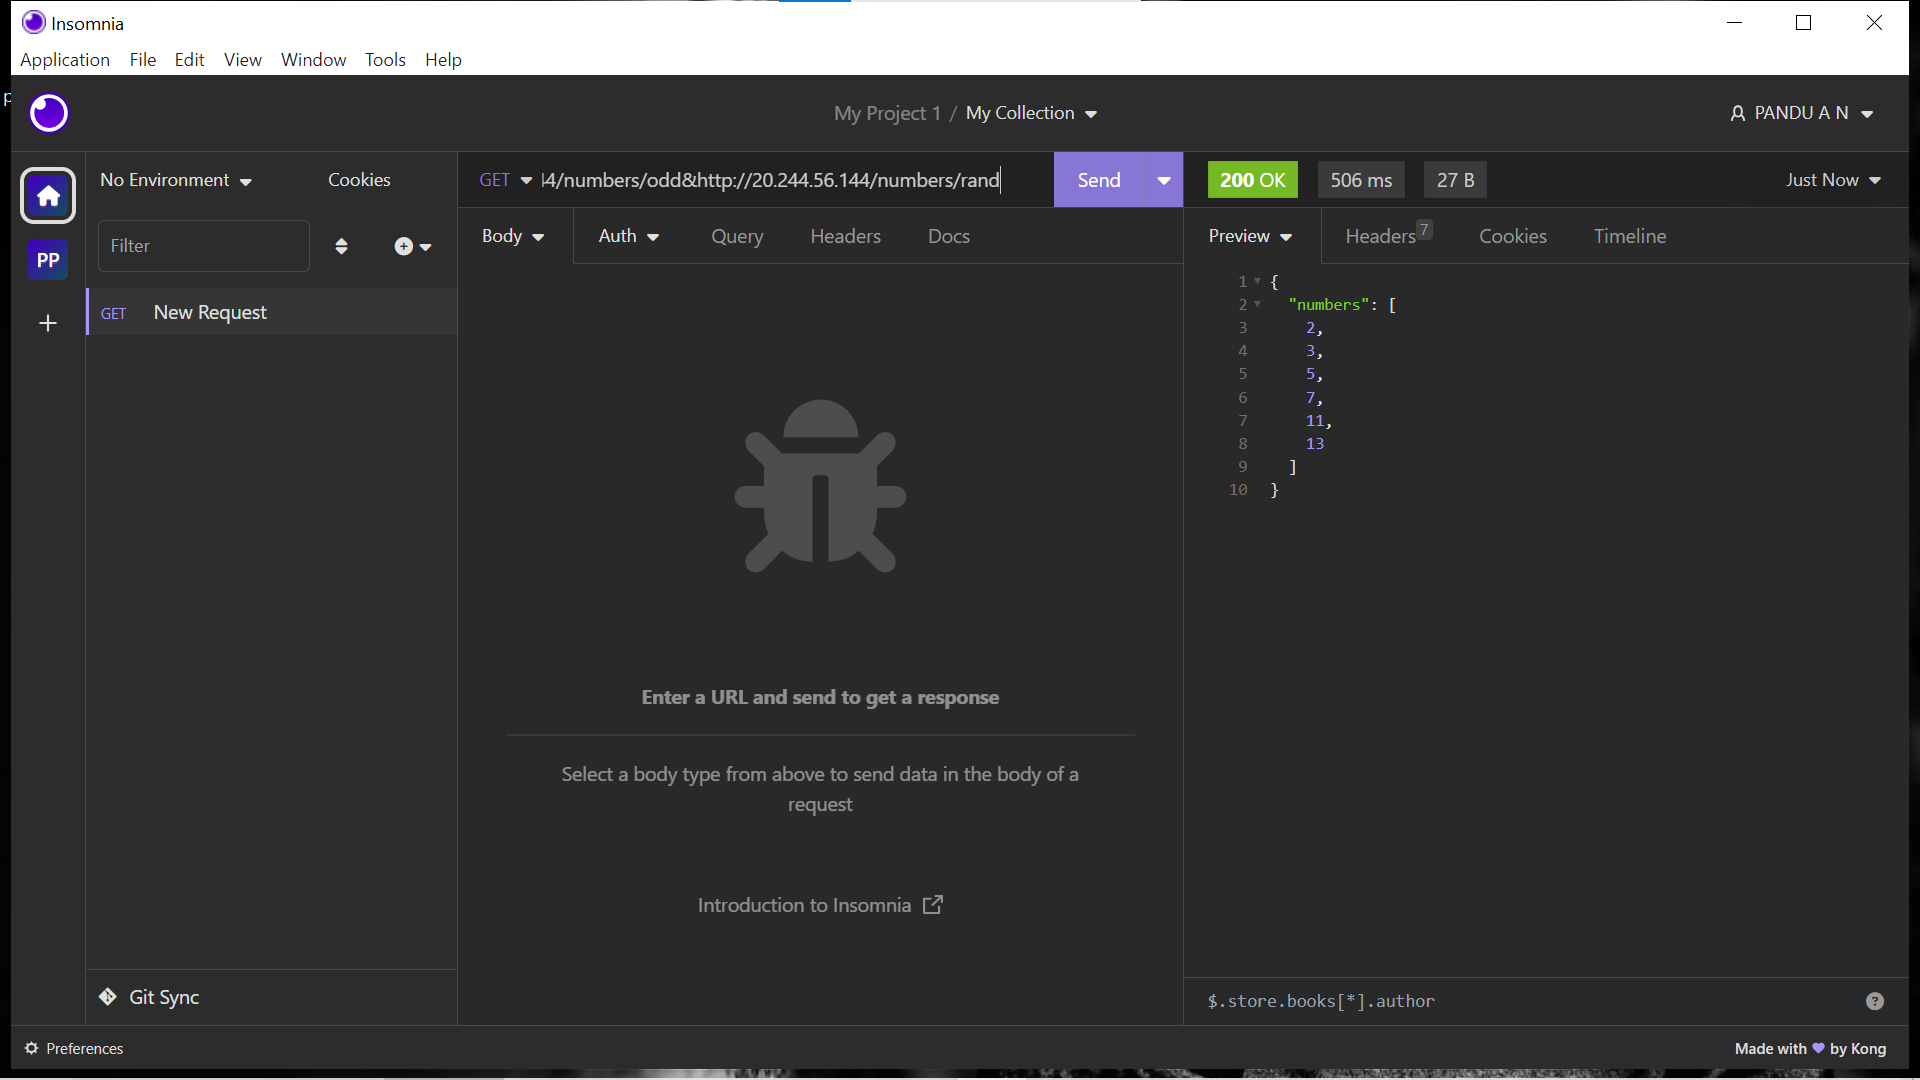 Insomnia
Application File Edit View Window Tools Help
p
My Project 1 / My Collection
PANDU A N
No Environment Cookies
GET 4/numbers/odd&http://20.244.56.144/numbers/rand Send
200 OK 506 ms 27 B Just Now
Filter
Body Auth Query Headers Docs
Preview Headers 7 Cookies Timeline
PP
GET New Request
1 {
2 "numbers": [
3 2,
4 3,
5 5,
6 7,
7 11,
8 13
9 ]
10 }
Enter a URL and send to get a response
Select a body type from above to send data in the body of a
request
Introduction to Insomnia
Git Sync
$.store.books[*].author
?
Preferences
Made with by Kong